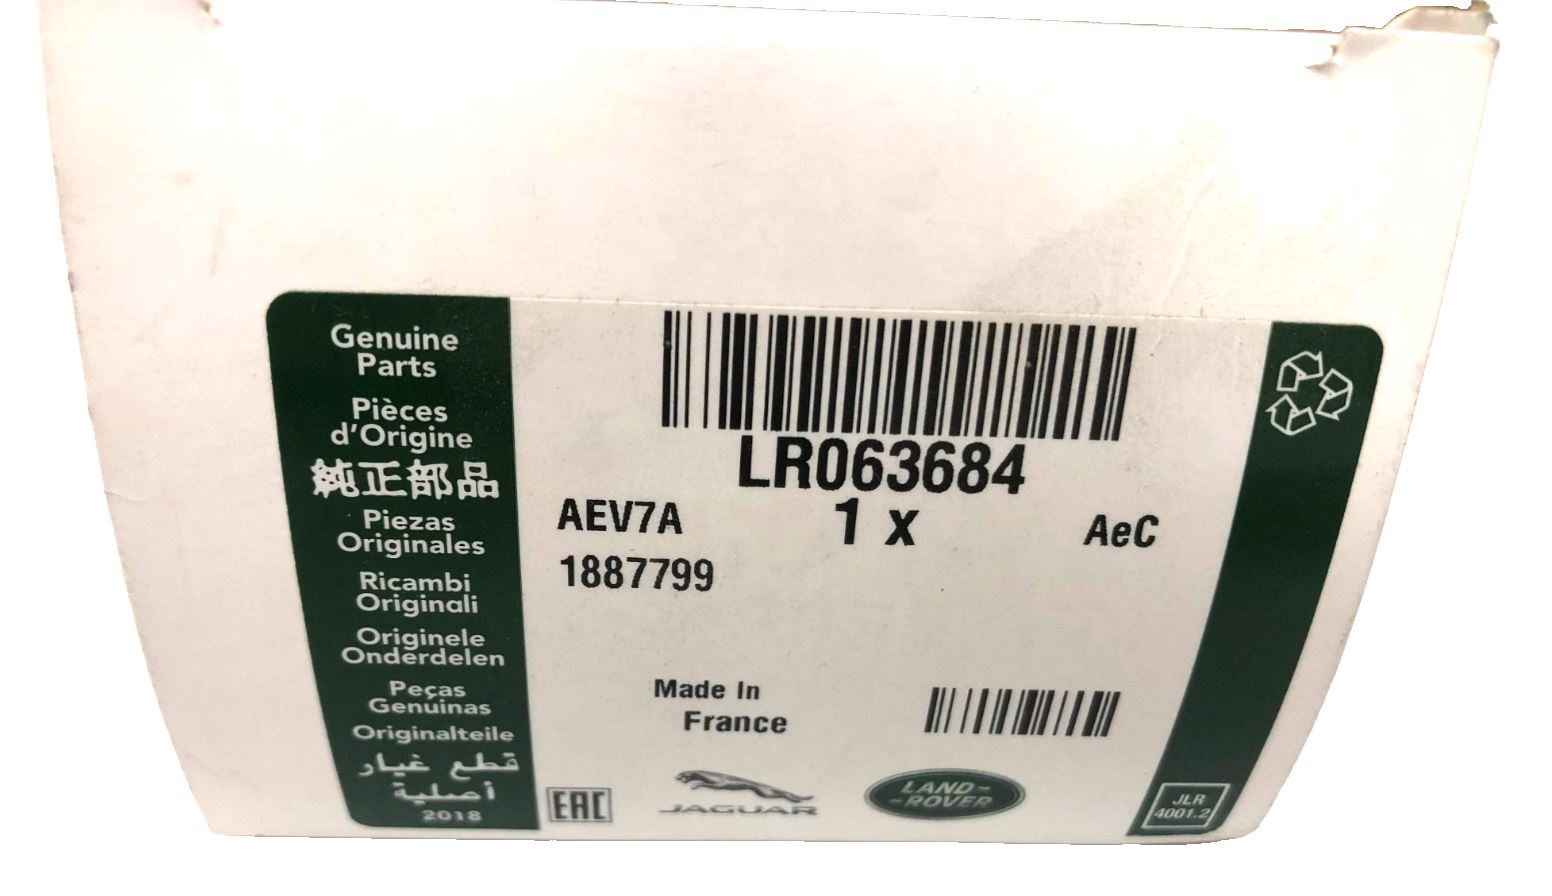 Genuine
Parts
Pièces
d'Origine
純正部品
Piezas
Originales
Ricambi
Originali
Originele
Onderdelen
Peças
Genuinas
Originalteile
قطع غيار
أصلية
2018
LR063684
AEV7A 1 x AeC
1887799
Made In
France
EAC
JAGUAR
LAND-
-ROVER
JLR
4001.2